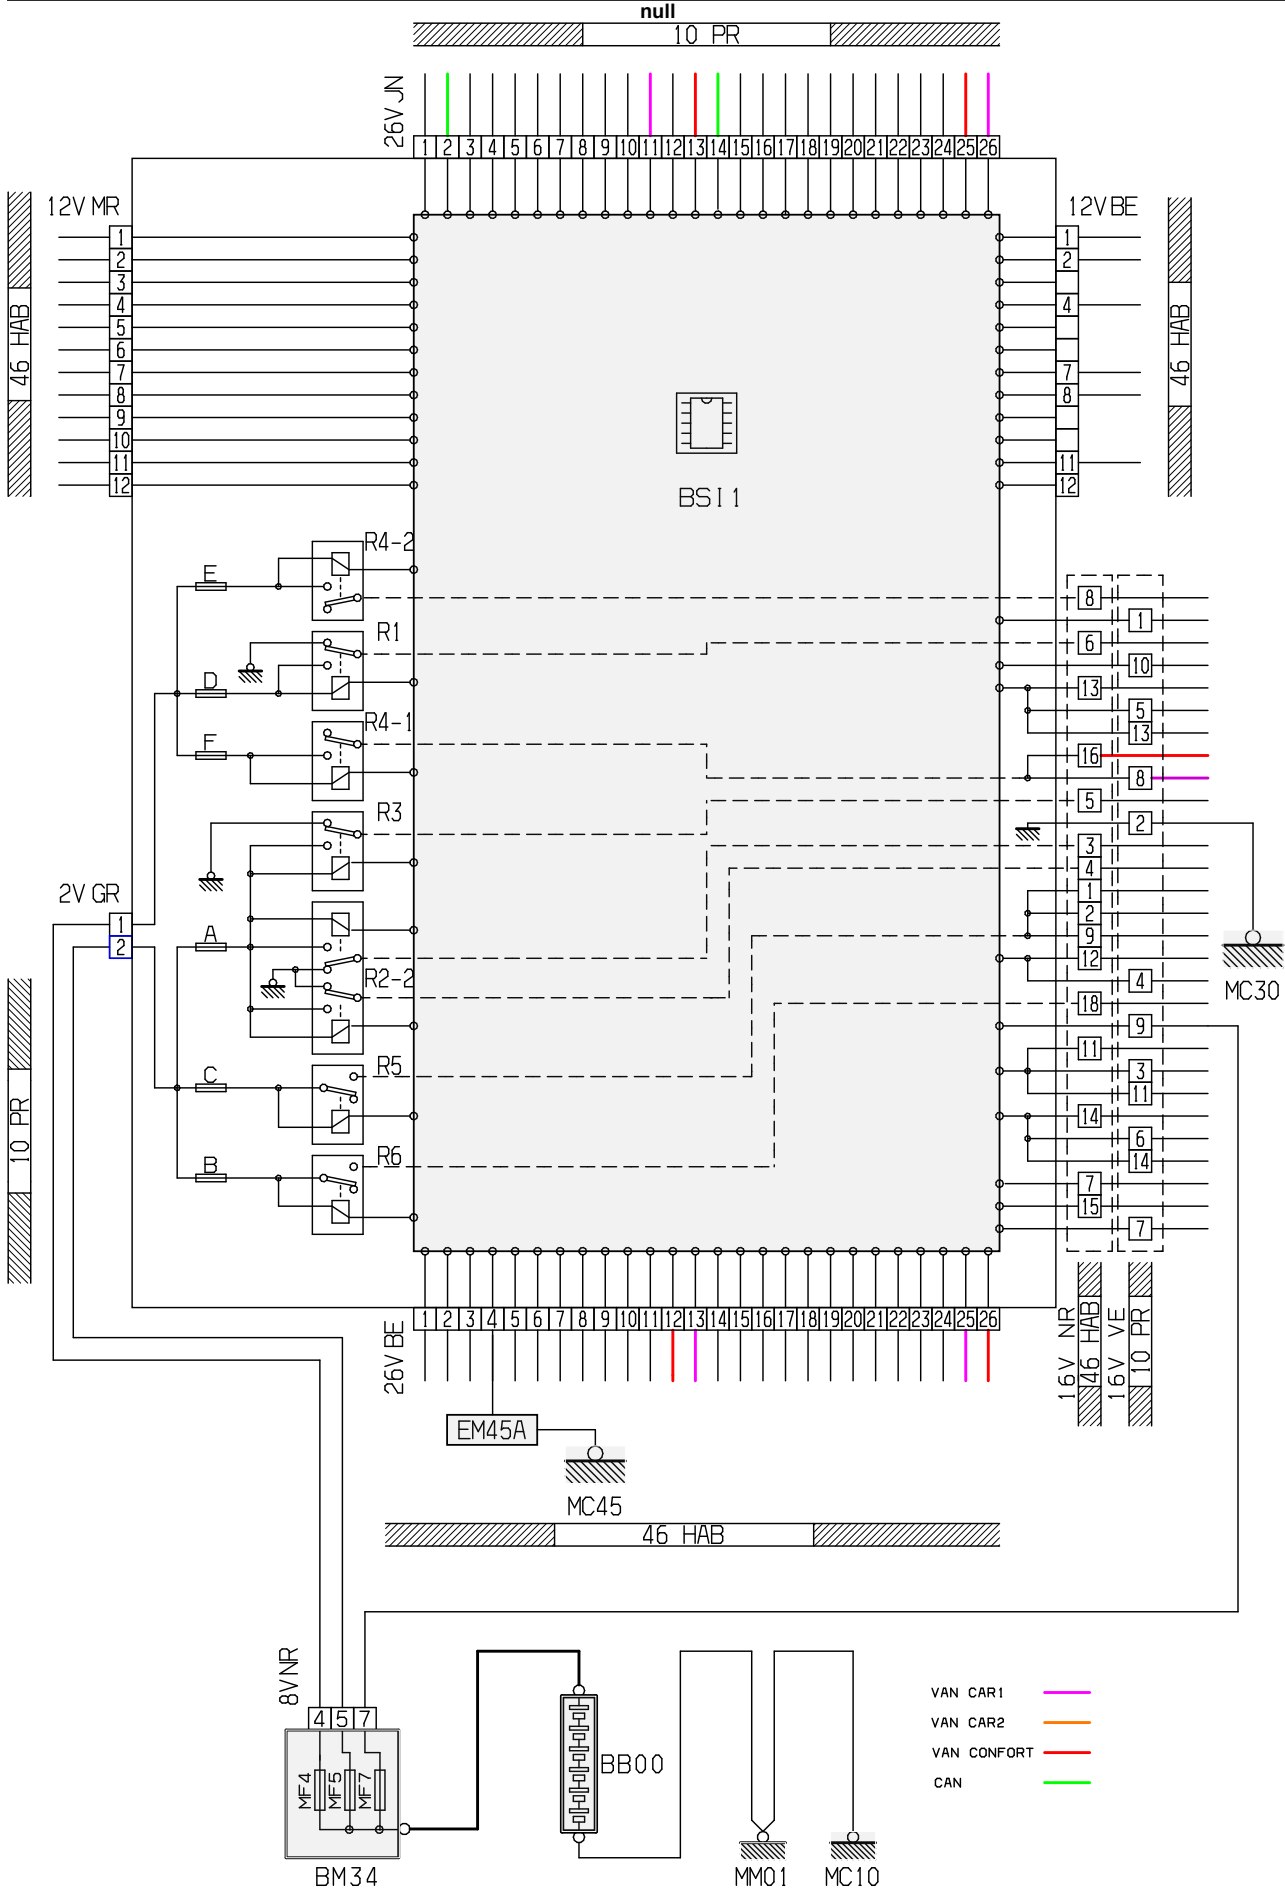 null
10 PR
26V JN
1 2 3 4 5 6 7 8 9 10 11 12 13 14 15 16 17 18 19 20 21 22 23 24 25 26
12V MR
12V BE
46 HAB
1
2
3
4
5
6
7
8
9
10
11
12
1
2
4
7
8
11
12
46 HAB
BSI1
R4-2
E
R1
D
R4-1
F
R3
2V GR
1
2
A
R2-2
R5
C
R6
B
10 PR
8
1
6
10
13
5
13
16
8
5
2
3
4
1
2
9
12
4
18
9
11
3
11
14
6
14
7
15
7
MC30
16V NR
46 HAB
16V VE
10 PR
26V BE
1 2 3 4 5 6 7 8 9 10 11 12 13 14 15 16 17 18 19 20 21 22 23 24 25 26
EM45A
MC45
46 HAB
8V NR
4 5 7
MF4
MF5
MF7
BM34
BB00
MM01
MC10
VAN CAR1
VAN CAR2
VAN CONFORT
CAN